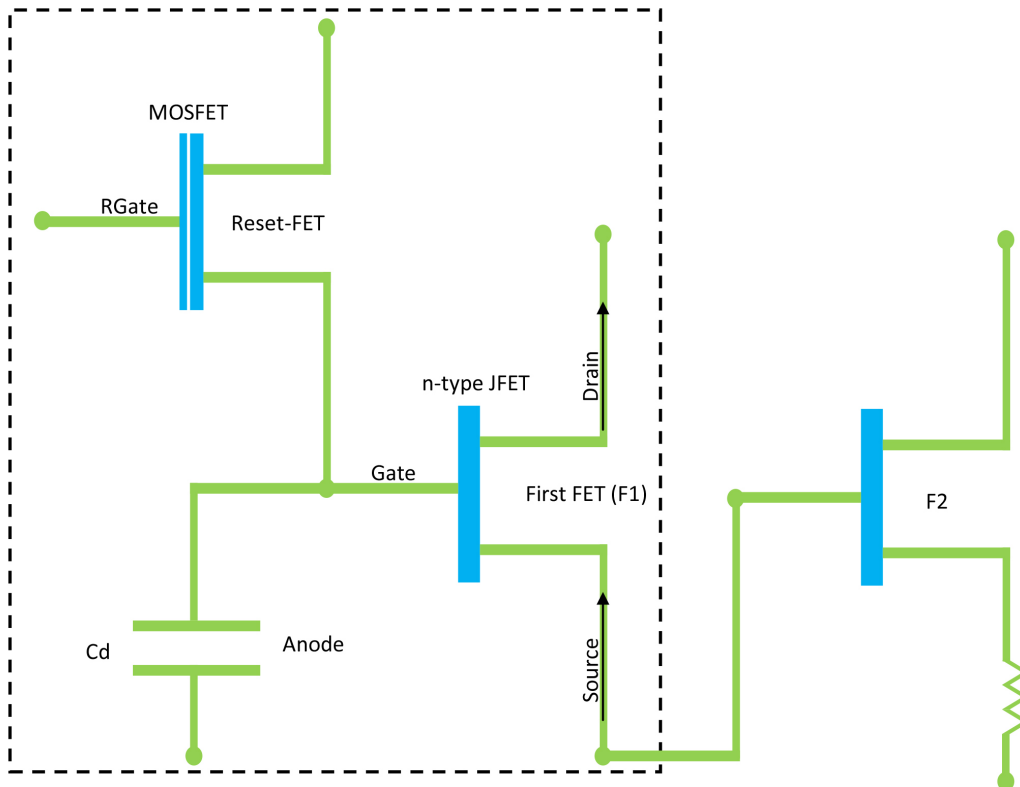 MOSFET
RGate
Reset-FET
n-type JFET
Drain
Gate
First FET (F1)
F2
Cd
Anode
Source